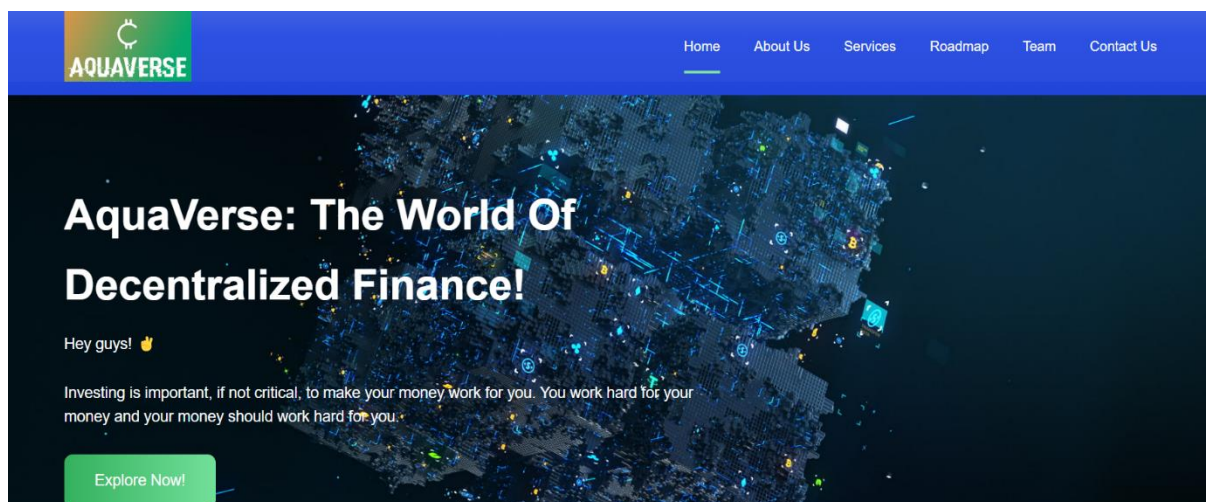 AQUAVERSE
Home About Us Services Roadmap Team Contact Us
AquaVerse: The World Of
Decentralized Finance!
Hey guys! ✌️
Investing is important, if not critical, to make your money work for you. You work hard for your
money and your money should work hard for you.
Explore Now!